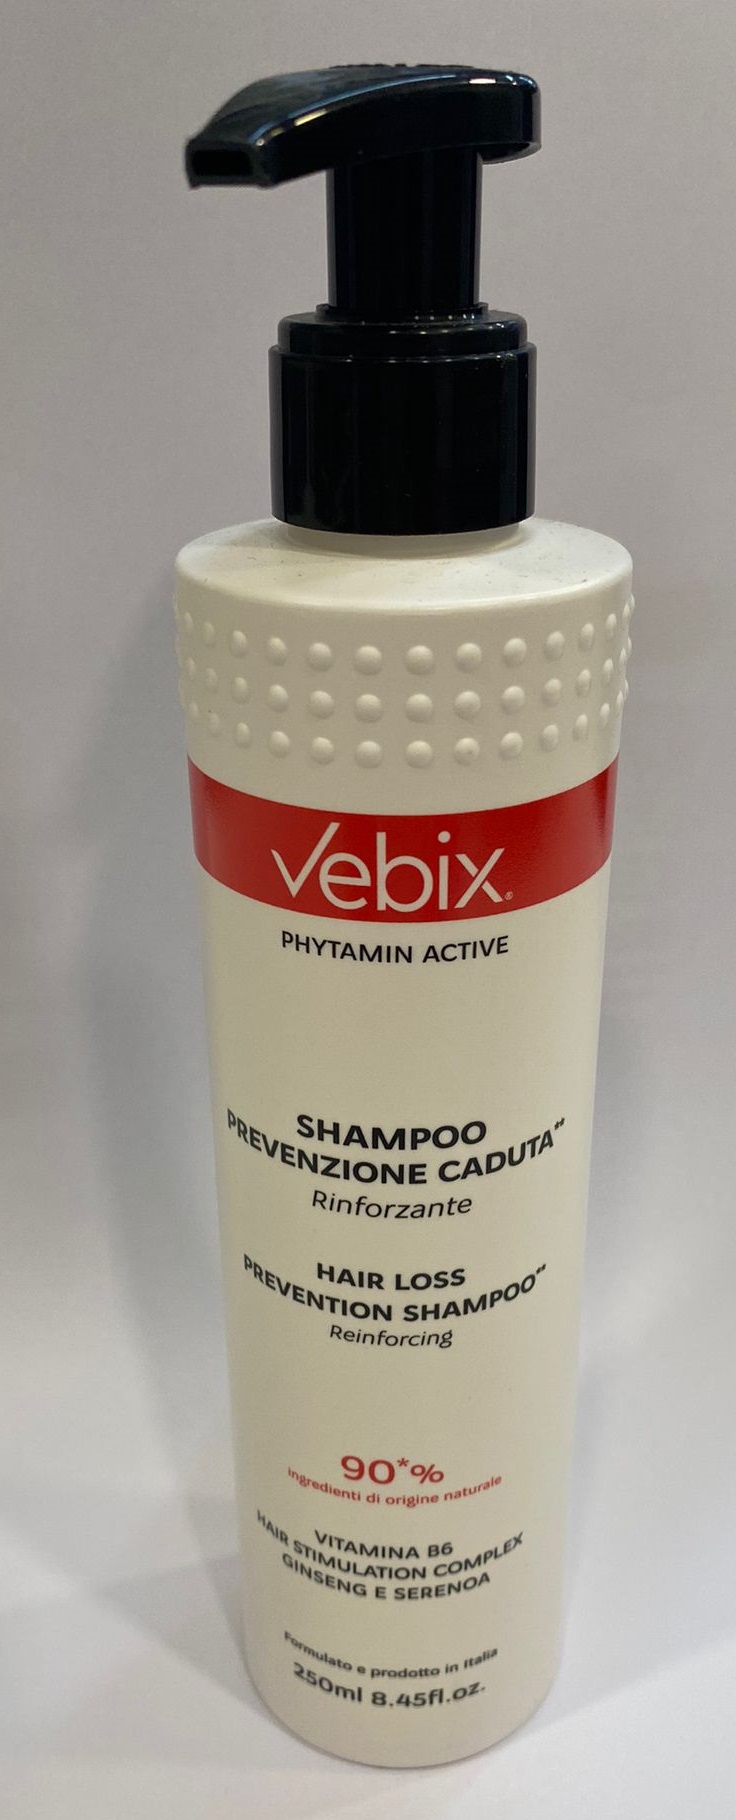 Vebix®
PHYTAMIN ACTIVE
SHAMPOO
PREVENZIONE CADUTA**
Rinforzante
HAIR LOSS
PREVENTION SHAMPOO**
Reinforcing
90*%
ingredienti di origine naturale
VITAMINA B6
HAIR STIMULATION COMPLEX
GINSENG E SERENOA
Formulato e prodotto in Italia
250ml 8.45fl.oz.